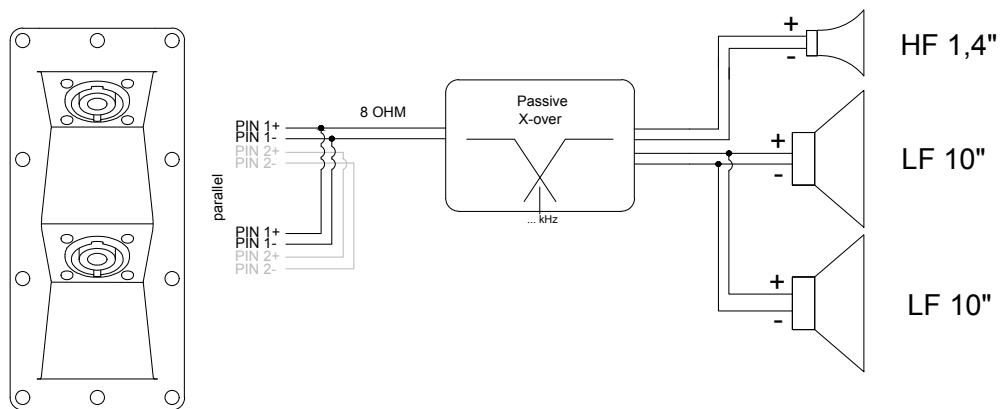 8 OHM
PIN 1+
PIN 1-
PIN 2+
PIN 2-
parallel
PIN 1+
PIN 1-
PIN 2+
PIN 2-
Passive
X-over
... kHz
+
-
HF 1,4"
+
-
LF 10"
+
-
LF 10"